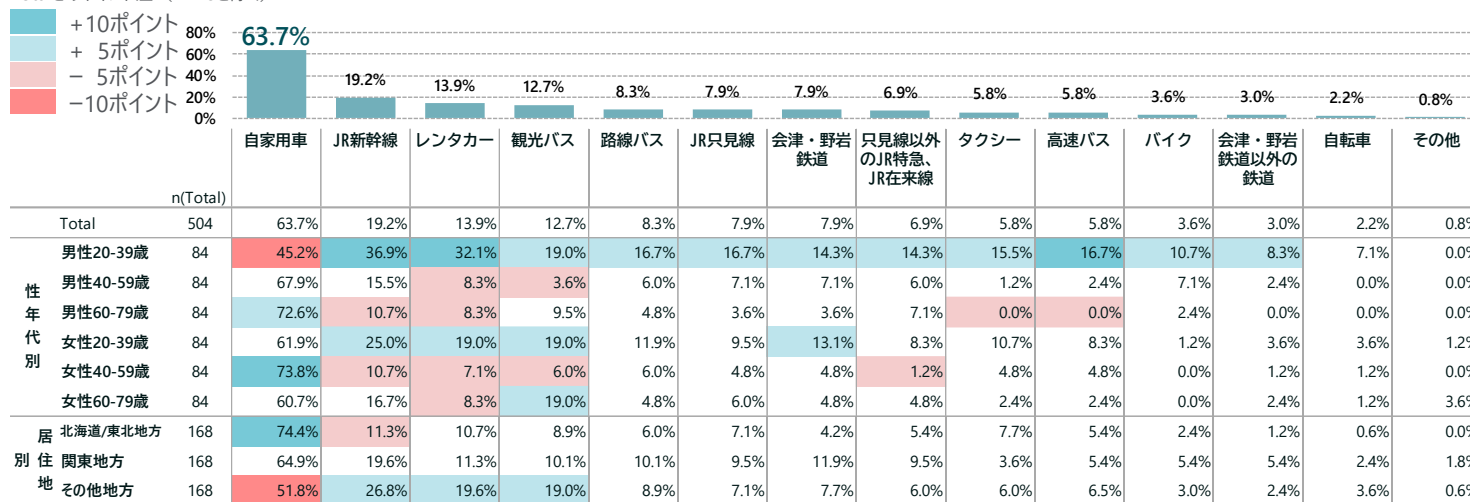 +10ポイント
+ 5ポイント
− 5ポイント
−10ポイント
80%
60%
40%
20%
0%
63.7% 19.2% 13.9% 12.7% 8.3% 7.9% 7.9% 6.9% 5.8% 5.8% 3.6% 3.0% 2.2% 0.8%
自家用車 JR新幹線 レンタカー 観光バス 路線バス JR只見線 会津・野岩鉄道 只見線以外のJR特急、JR在来線 タクシー 高速バス バイク 会津・野岩鉄道以外の鉄道 自転車 その他
n(Total)
Total 504 63.7% 19.2% 13.9% 12.7% 8.3% 7.9% 7.9% 6.9% 5.8% 5.8% 3.6% 3.0% 2.2% 0.8%
性年代別
男性20-39歳 84 45.2% 36.9% 32.1% 19.0% 16.7% 16.7% 14.3% 14.3% 15.5% 16.7% 10.7% 8.3% 7.1% 0.0%
男性40-59歳 84 67.9% 15.5% 8.3% 3.6% 6.0% 7.1% 7.1% 6.0% 1.2% 2.4% 7.1% 2.4% 0.0% 0.0%
男性60-79歳 84 72.6% 10.7% 8.3% 9.5% 4.8% 3.6% 3.6% 7.1% 0.0% 0.0% 2.4% 0.0% 0.0% 0.0%
女性20-39歳 84 61.9% 25.0% 19.0% 19.0% 11.9% 9.5% 13.1% 8.3% 10.7% 8.3% 1.2% 3.6% 3.6% 1.2%
女性40-59歳 84 73.8% 10.7% 7.1% 6.0% 6.0% 4.8% 4.8% 1.2% 4.8% 4.8% 0.0% 1.2% 1.2% 0.0%
女性60-79歳 84 60.7% 16.7% 8.3% 19.0% 4.8% 6.0% 4.8% 4.8% 2.4% 2.4% 0.0% 2.4% 1.2% 3.6%
居住地別
北海道/東北地方 168 74.4% 11.3% 10.7% 8.9% 6.0% 7.1% 4.2% 5.4% 7.7% 5.4% 2.4% 1.2% 0.6% 0.0%
関東地方 168 64.9% 19.6% 11.3% 10.1% 10.1% 9.5% 11.9% 9.5% 3.6% 5.4% 5.4% 5.4% 2.4% 1.8%
その他地方 168 51.8% 26.8% 19.6% 19.0% 8.9% 7.1% 7.7% 6.0% 6.0% 6.5% 3.0% 2.4% 3.6% 0.6%